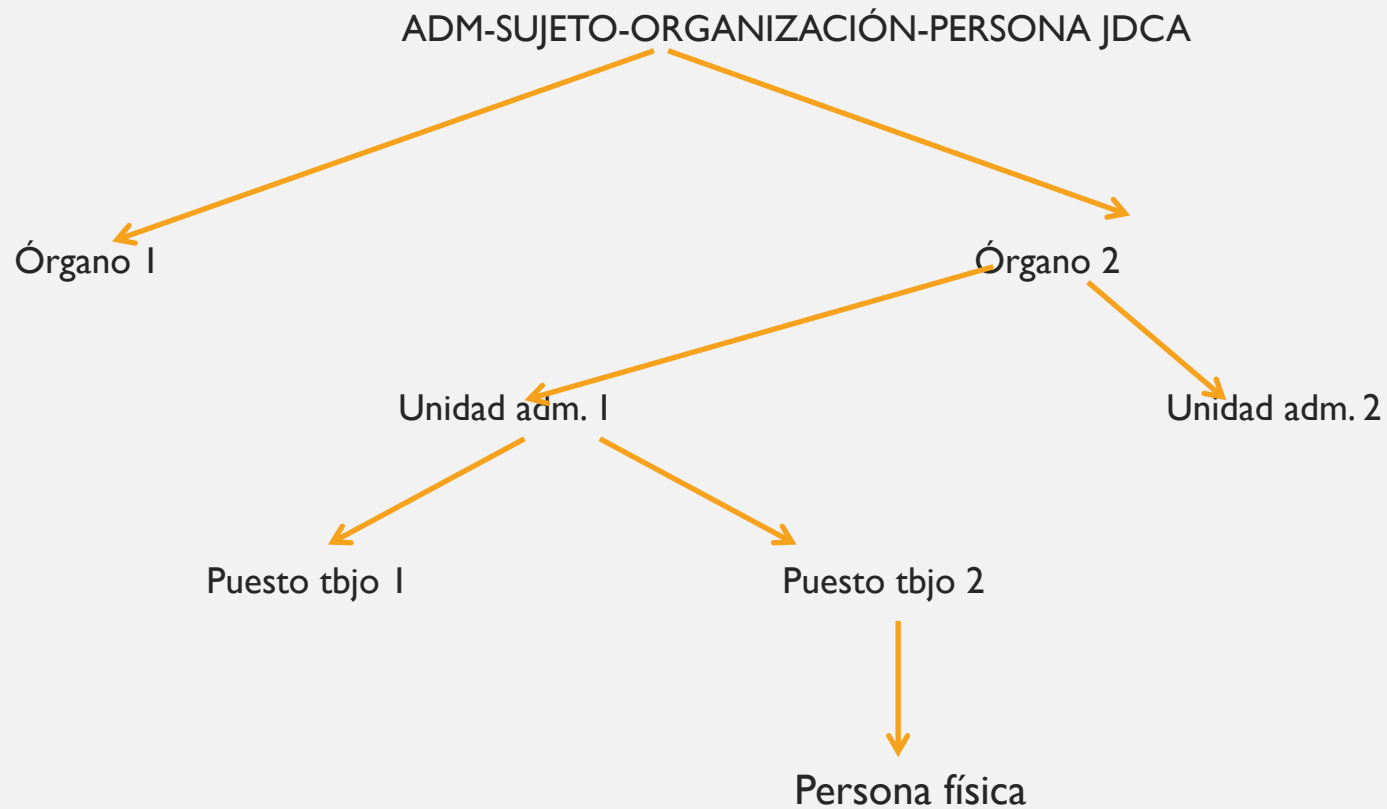 ADM-SUJETO-ORGANIZACIÓN-PERSONA JDCA
Órgano 1
Órgano 2
Unidad adm. 1
Unidad adm. 2
Puesto tbjo 1
Puesto tbjo 2
Persona física